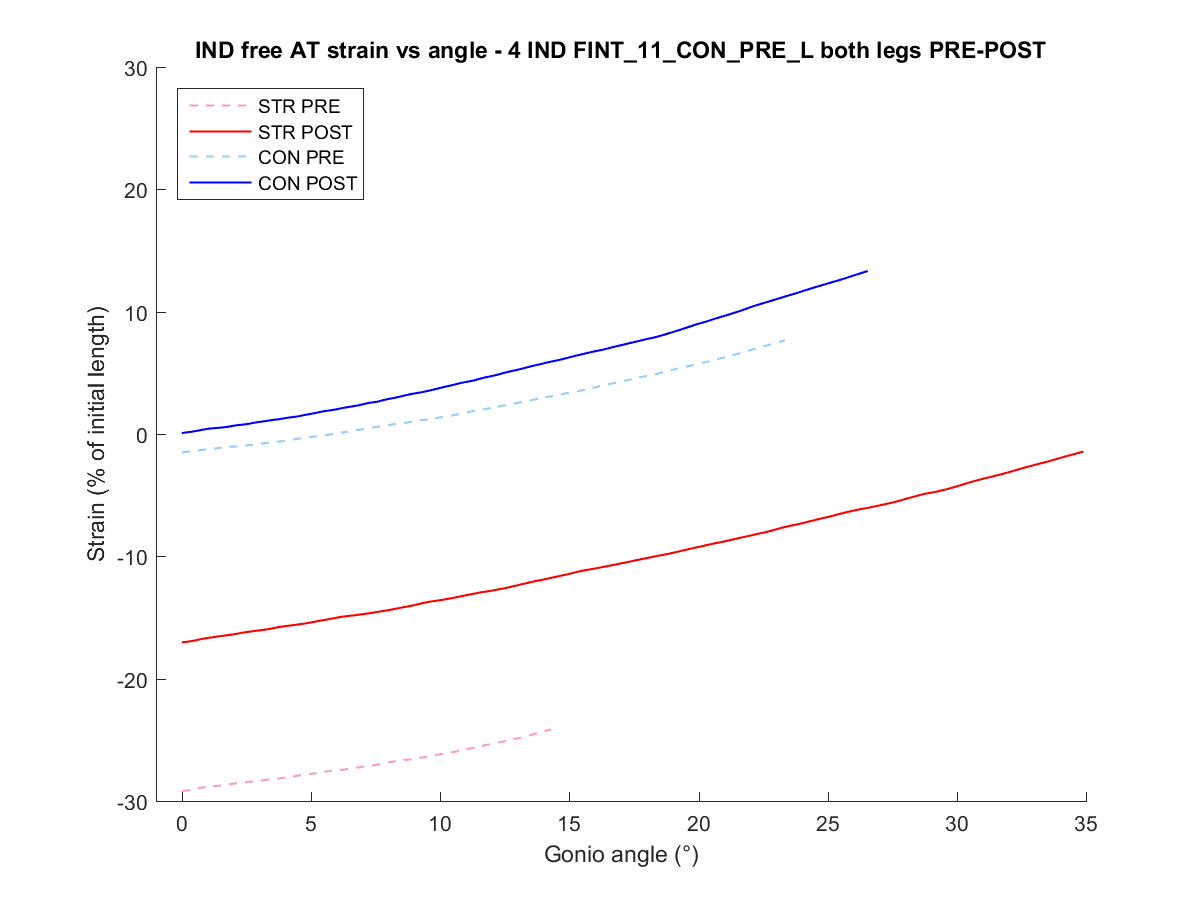 IND free AT strain vs angle - 4 IND FINT_11_CON_PRE_L both legs PRE-POST
30
20
10
0
-10
-20
-30
Strain (% of initial length)
STR PRE
STR POST
CON PRE
CON POST
0 5 10 15 20 25 30 35
Gonio angle (°)